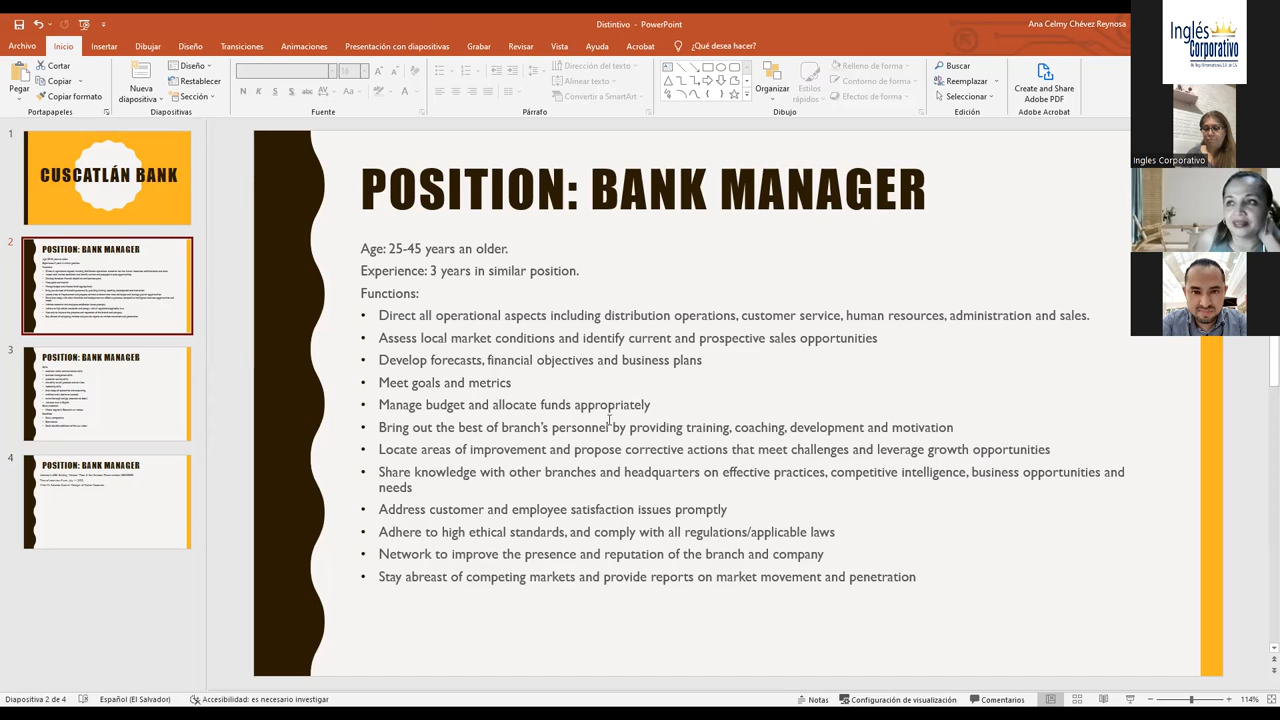 Distintivo - PowerPoint
Ana Celmy Chévez Reynosa
Archivo Inicio Insertar Dibujar Diseño Transiciones Animaciones Presentación con diapositivas Grabar Revisar Vista Ayuda Acrobat ¿Qué desea hacer?
Pegar
Cortar
Copiar
Copiar formato
Portapapeles
Nueva
diapositiva
Diseño
Restablecer
Sección
Diapositivas
N K S S
Fuente
Dirección del texto
Alinear texto
Convertir a SmartArt
Párrafo
Organizar
Estilos
rápidos
Relleno de forma
Contorno de forma
Efectos de forma
Dibujo
Buscar
Reemplazar
Seleccionar
Edición
Create and Share
Adobe PDF
Adobe Acrobat
Inglés
Corporativo
Ingles Corporativo
1
CUSCATLÁN BANK
2
POSITION: BANK MANAGER
3
POSITION: BANK MANAGER
4
POSITION: BANK MANAGER
POSITION: BANK MANAGER
Age: 25-45 years an older.
Experience: 3 years in similar position.
Functions:
• Direct all operational aspects including distribution operations, customer service, human resources, administration and sales.
• Assess local market conditions and identify current and prospective sales opportunities
• Develop forecasts, financial objectives and business plans
• Meet goals and metrics
• Manage budget and allocate funds appropriately
• Bring out the best of branch's personnel by providing training, coaching, development and motivation
• Locate areas of improvement and propose corrective actions that meet challenges and leverage growth opportunities
• Share knowledge with other branches and headquarters on effective practices, competitive intelligence, business opportunities and
needs
• Address customer and employee satisfaction issues promptly
• Adhere to high ethical standards, and comply with all regulations/applicable laws
• Network to improve the presence and reputation of the branch and company
• Stay abreast of competing markets and provide reports on market movement and penetration
Diapositiva 2 de 4 Español (El Salvador) Accesibilidad: es necesario investigar Notas Configuración de visualización Comentarios 114%